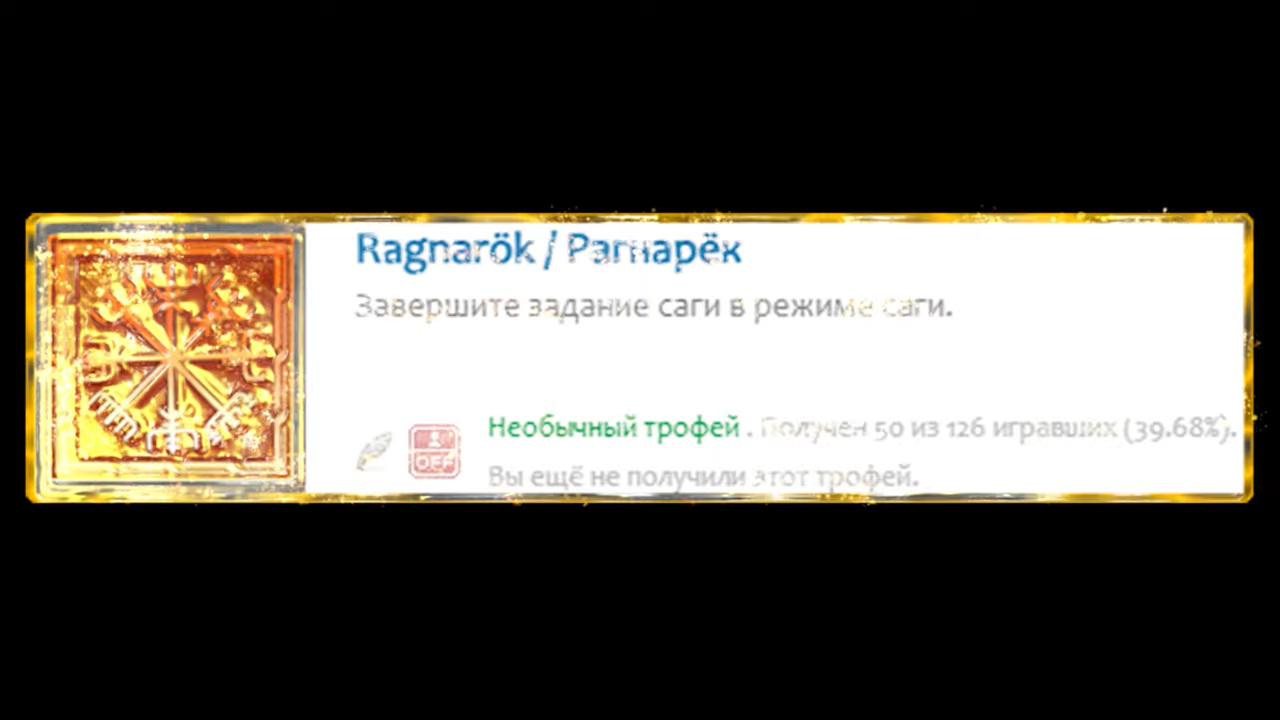 Ragnarök / Рагнарёк
Завершите задание саги в режиме саги.
Необычный трофей . Получен 50 из 126 игравших (39.68%).
OFF
Вы ещё не получили этот трофей.